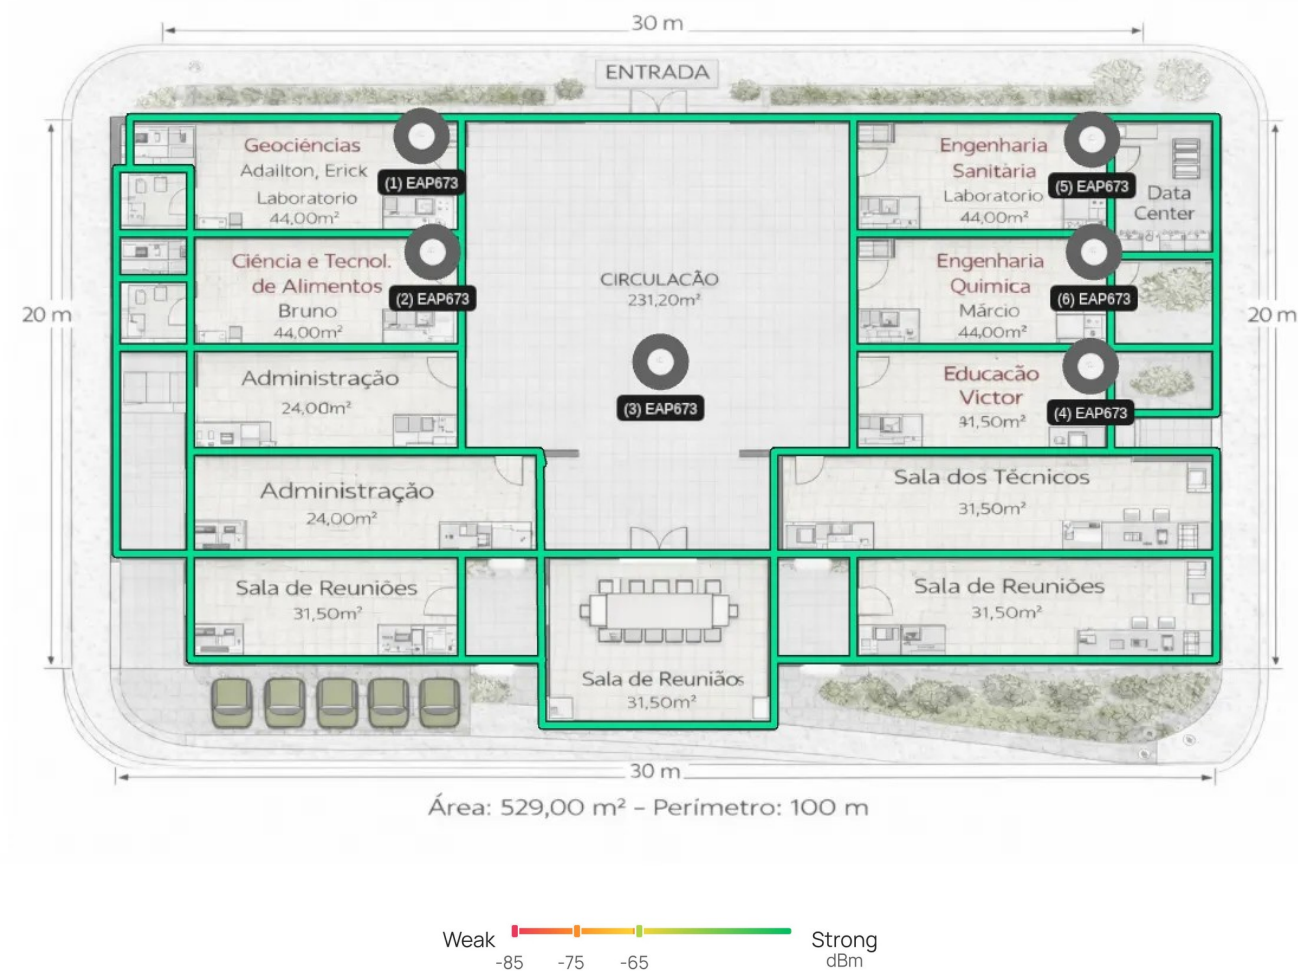 30 m
ENTRADA
Geociéncias
Adailton, Erick
Laboratorio
44,00m²
(1) EAP673
Engenharia
Sanitària
Laboratorio
44,00m²
(5) EAP673
Data
Center
Ciência e Tecnol.
de Alimentos
Bruno
44,00m²
(2) EAP673
CIRCULAÇÃO
231,20m²
Engenharia
Quimica
Márcio
44,00m²
(6) EAP673
20 m
20 m
Administração
24,00m²
(3) EAP673
Educacão
Victor
31,50m²
(4) EAP673
Administração
24,00m²
Sala dos Técnicos
31,50m²
Sala de Reuniões
31,50m²
Sala de Reuniões
31,50m²
Sala de Reuniãos
31,50m²
30 m
Área: 529,00 m² – Perímetro: 100 m
Weak
Strong
-85
-75
-65
dBm